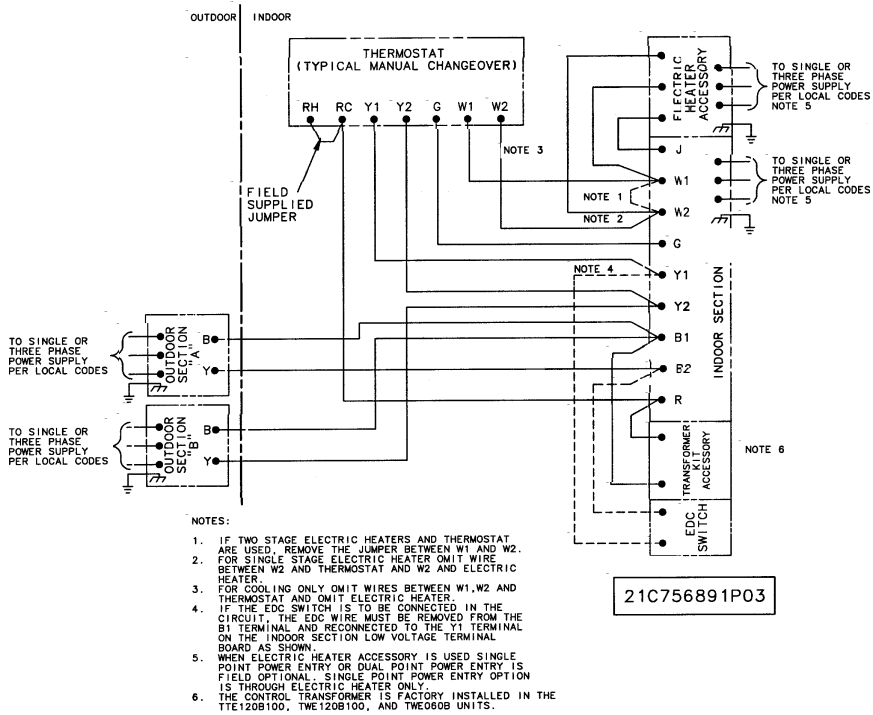 OUTDOOR INDOOR
THERMOSTAT
(TYPICAL MANUAL CHANGEOVER)
RH RC Y1 Y2 G W1 W2
NOTE 3
FIELD
SUPPLIED
JUMPER
ELECTRIC
HEATER
ACCESSORY
TO SINGLE OR
THREE PHASE
POWER SUPPLY
PER LOCAL CODES
NOTE 5
TO SINGLE OR
THREE PHASE
POWER SUPPLY
PER LOCAL CODES
NOTE 5
J
W1
NOTE 1
W2
NOTE 2
G
NOTE 4
Y1
Y2
B1
B2
R
INDOOR SECTION
TO SINGLE OR
THREE PHASE
POWER SUPPLY
PER LOCAL CODES
OUTDOOR
SECTION
"A"
B
Y
TO SINGLE OR
THREE PHASE
POWER SUPPLY
PER LOCAL CODES
OUTDOOR
SECTION
"B"
B
Y
TRANSFORMER
KIT
ACCESSORY
NOTE 6
EDC
SWITCH
21C756891P03
NOTES:
1. IF TWO STAGE ELECTRIC HEATERS AND THERMOSTAT
ARE USED, REMOVE THE JUMPER BETWEEN W1 AND W2.
2. FOR SINGLE STAGE ELECTRIC HEATER OMIT WIRE
BETWEEN W2 AND THERMOSTAT AND W2 AND ELECTRIC
HEATER.
3. FOR COOLING ONLY OMIT WIRES BETWEEN W1,W2 AND
THERMOSTAT AND OMIT ELECTRIC HEATER.
4. IF THE EDC SWITCH IS TO BE CONNECTED IN THE
CIRCUIT, THE EDC WIRE MUST BE REMOVED FROM THE
B1 TERMINAL AND RECONNECTED TO THE Y1 TERMINAL
ON THE INDOOR SECTION LOW VOLTAGE TERMINAL
BOARD AS SHOWN.
5. WHEN ELECTRIC HEATER ACCESSORY IS USED SINGLE
POINT POWER ENTRY OR DUAL POINT POWER ENTRY IS
FIELD OPTIONAL. SINGLE POINT POWER ENTRY OPTION
IS THROUGH ELECTRIC HEATER ONLY.
6. THE CONTROL TRANSFORMER IS FACTORY INSTALLED IN THE
TTE120B100, TWE120B100, AND TWE060B UNITS.